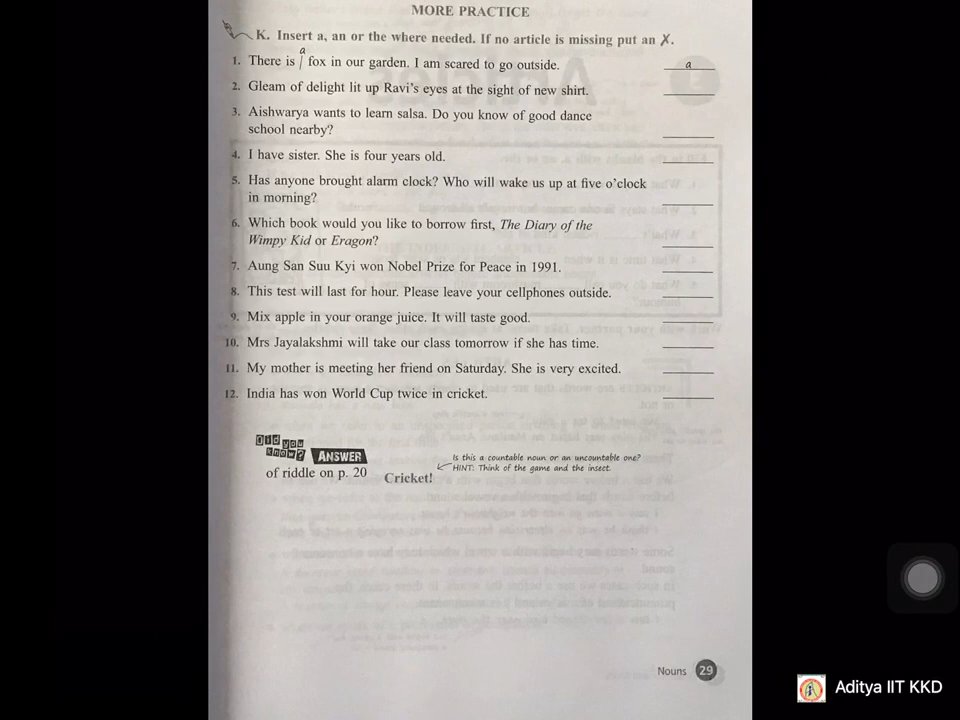 MORE PRACTICE
K. Insert a, an or the where needed. If no article is missing put an ✗.
a
1. There is / fox in our garden. I am scared to go outside. a
2. Gleam of delight lit up Ravi's eyes at the sight of new shirt.
3. Aishwarya wants to learn salsa. Do you know of good dance
school nearby?
4. I have sister. She is four years old.
5. Has anyone brought alarm clock? Who will wake us up at five o'clock
in morning?
6. Which book would you like to borrow first, The Diary of the
Wimpy Kid or Eragon?
7. Aung San Suu Kyi won Nobel Prize for Peace in 1991.
8. This test will last for hour. Please leave your cellphones outside.
9. Mix apple in your orange juice. It will taste good.
10. Mrs Jayalakshmi will take our class tomorrow if she has time.
11. My mother is meeting her friend on Saturday. She is very excited.
12. India has won World Cup twice in cricket.
Did you
know? ANSWER
of riddle on p. 20
Cricket!
Is this a countable noun or an uncountable one?
HINT: Think of the game and the insect.
Nouns 29
Aditya IIT KKD